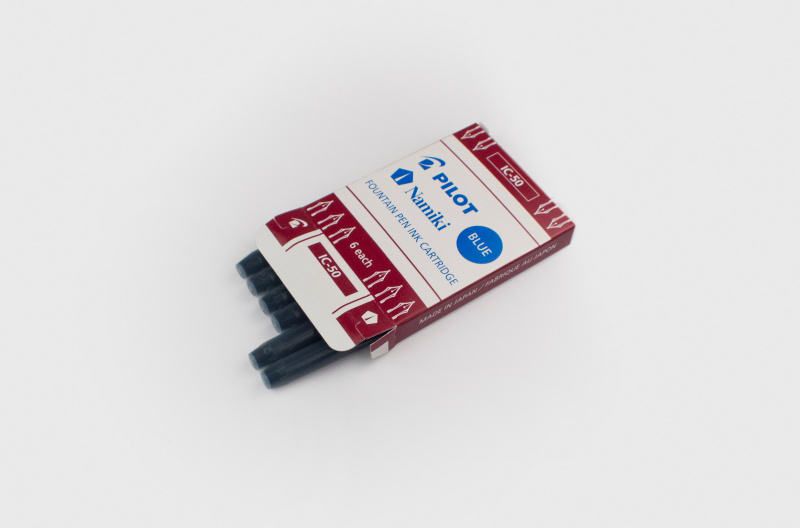 IC-50
PILOT
Namiki
FOUNTAIN PEN INK CARTRIDGE
BLUE
6 each
IC-50
MADE IN JAPAN / FABRIQUÉ AU JAPON